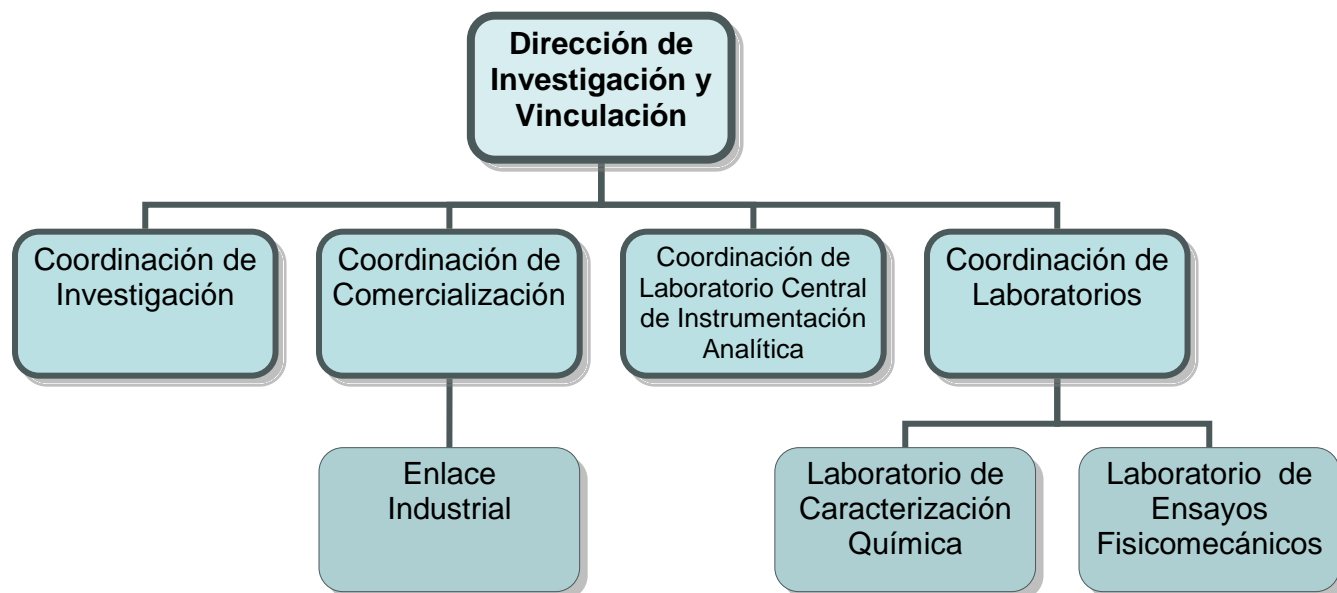 Dirección de
Investigación y
Vinculación
Coordinación de
Investigación
Coordinación de
Comercialización
Coordinación de
Laboratorio Central
de Instrumentación
Analítica
Coordinación de
Laboratorios
Enlace
Industrial
Laboratorio de
Caracterización
Química
Laboratorio de
Ensayos
Fisicomecánicos